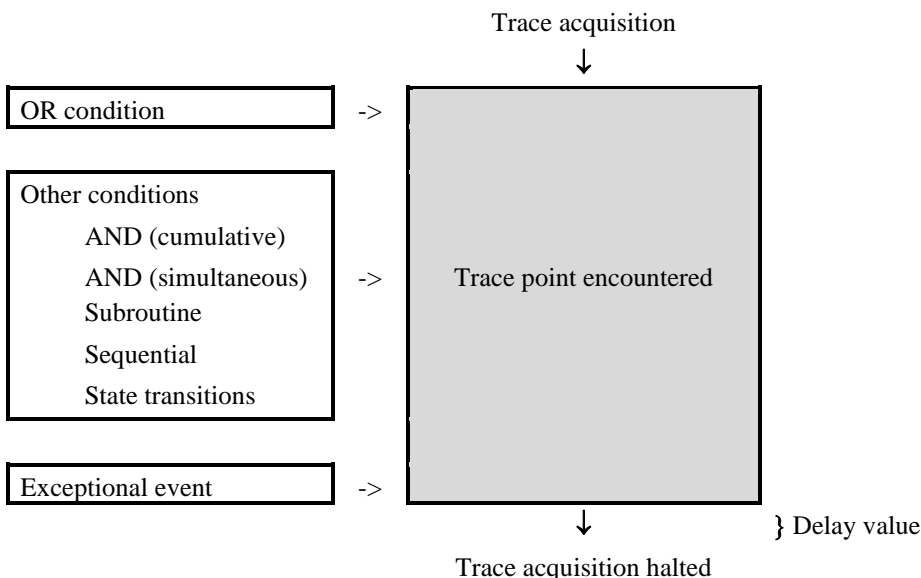 Trace acquisition
↓
OR condition ->
Other conditions
AND (cumulative)
AND (simultaneous) -> Trace point encountered
Subroutine
Sequential
State transitions
Exceptional event ->
↓ } Delay value
Trace acquisition halted